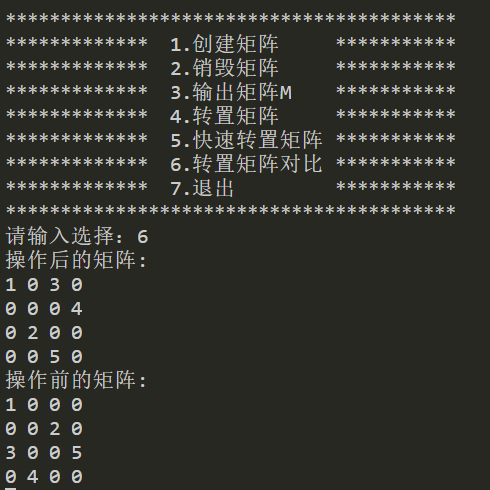 *****************************************
*************  1.创建矩阵     ***********
*************  2.销毁矩阵     ***********
*************  3.输出矩阵M    ***********
*************  4.转置矩阵     ***********
*************  5.快速转置矩阵 ***********
*************  6.转置矩阵对比 ***********
*************  7.退出         ***********
*****************************************
请输入选择：6
操作后的矩阵:
1 0 3 0
0 0 0 4
0 2 0 0
0 0 5 0
操作前的矩阵:
1 0 0 0
0 0 2 0
3 0 0 5
0 4 0 0